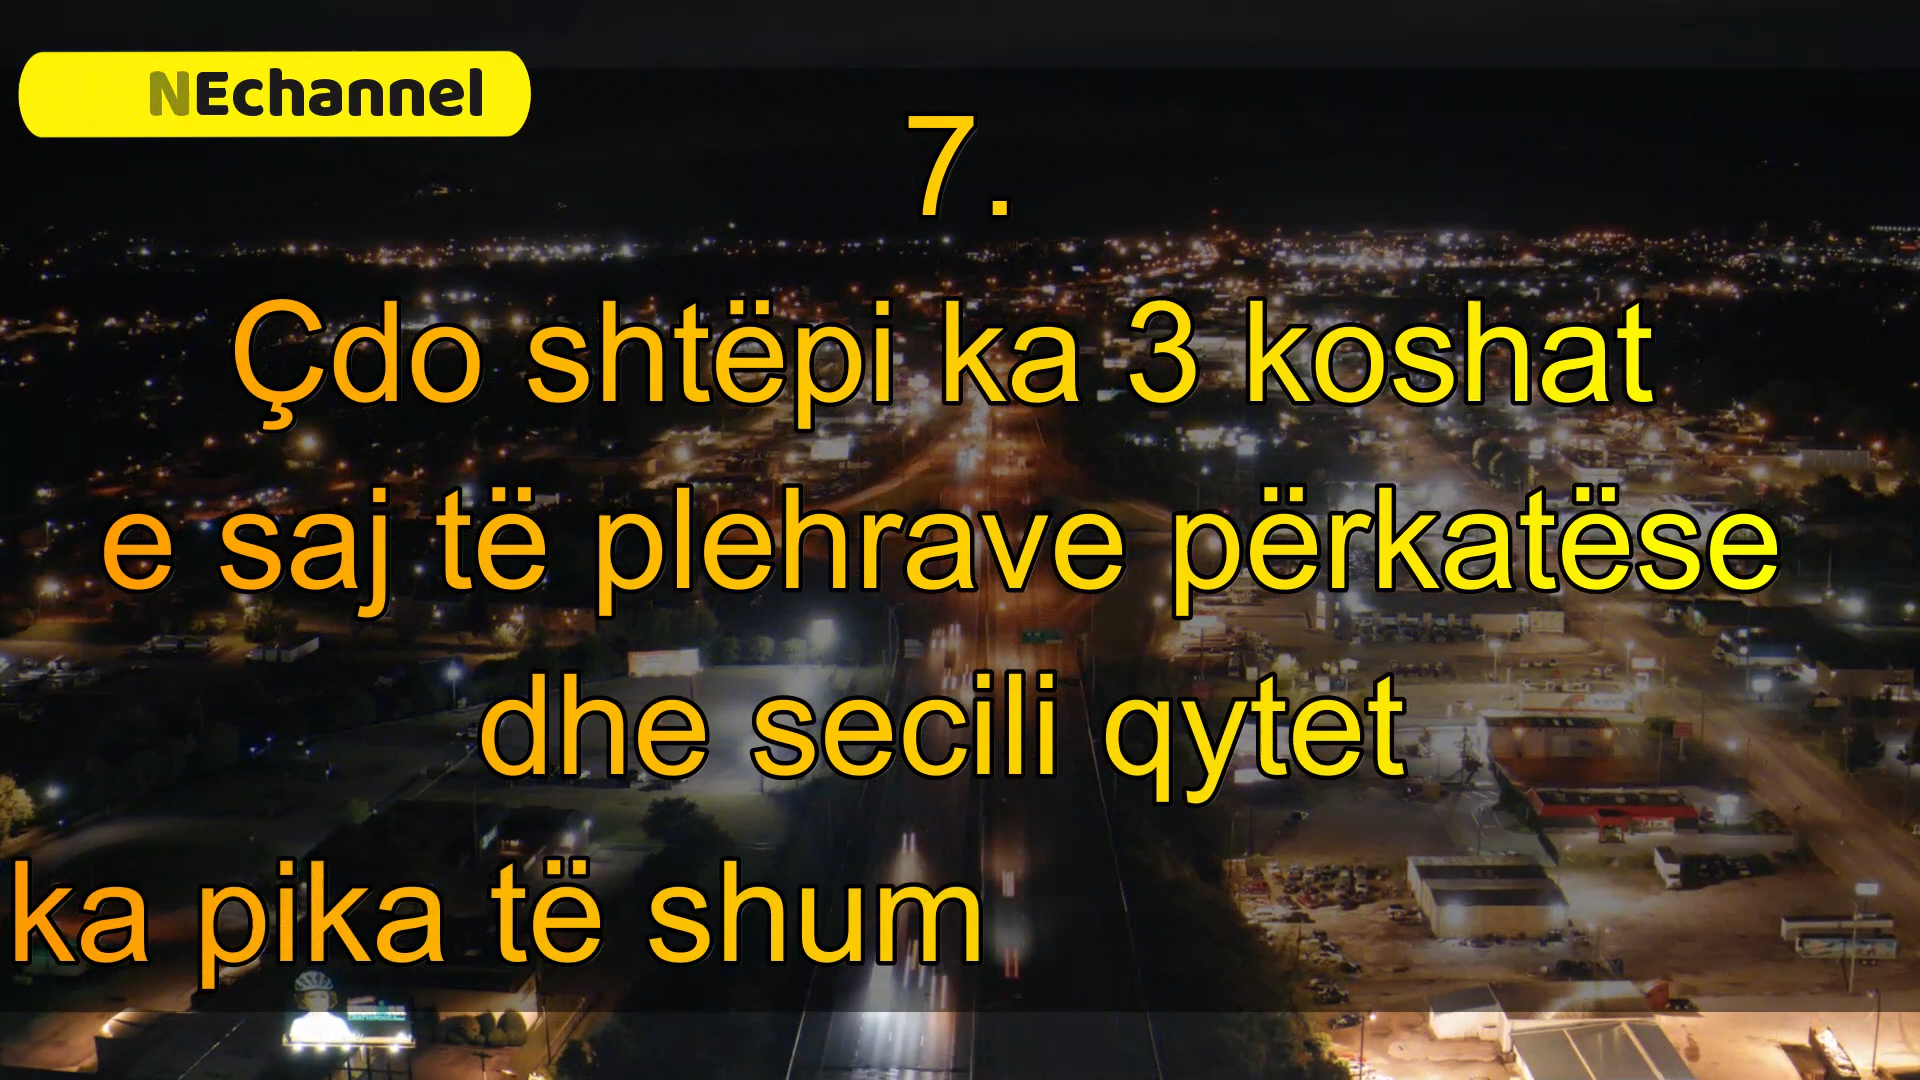 NEchannel
7.
Çdo shtëpi ka 3 koshat
e saj të plehrave përkatëse
dhe secili qytet
ka pika të shum